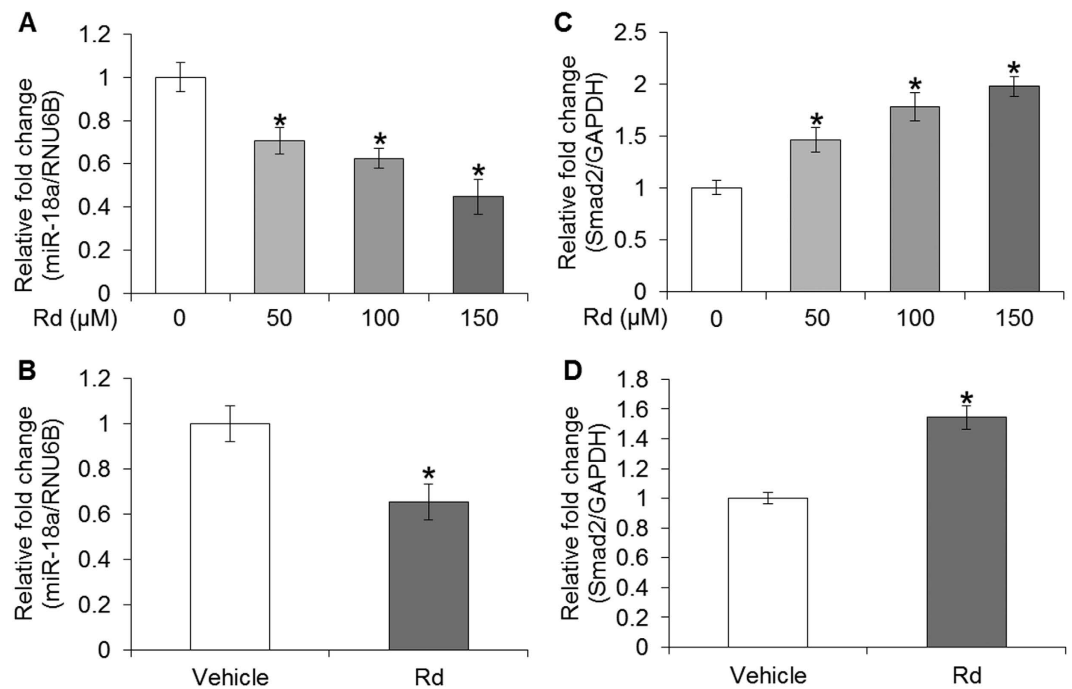 A
Relative fold change
(miR-18a/RNU6B)
1.2
1
0.8
0.6
0.4
0.2
0
*
*
*
Rd (µM)
0
50
100
150
C
Relative fold change
(Smad2/GAPDH)
2.5
2
1.5
1
0.5
0
*
*
*
Rd (µM)
0
50
100
150
B
Relative fold change
(miR-18a/RNU6B)
1.2
1
0.8
0.6
0.4
0.2
0
*
Vehicle
Rd
D
Relative fold change
(Smad2/GAPDH)
1.8
1.6
1.4
1.2
1
0.8
0.6
0.4
0.2
0
*
Vehicle
Rd